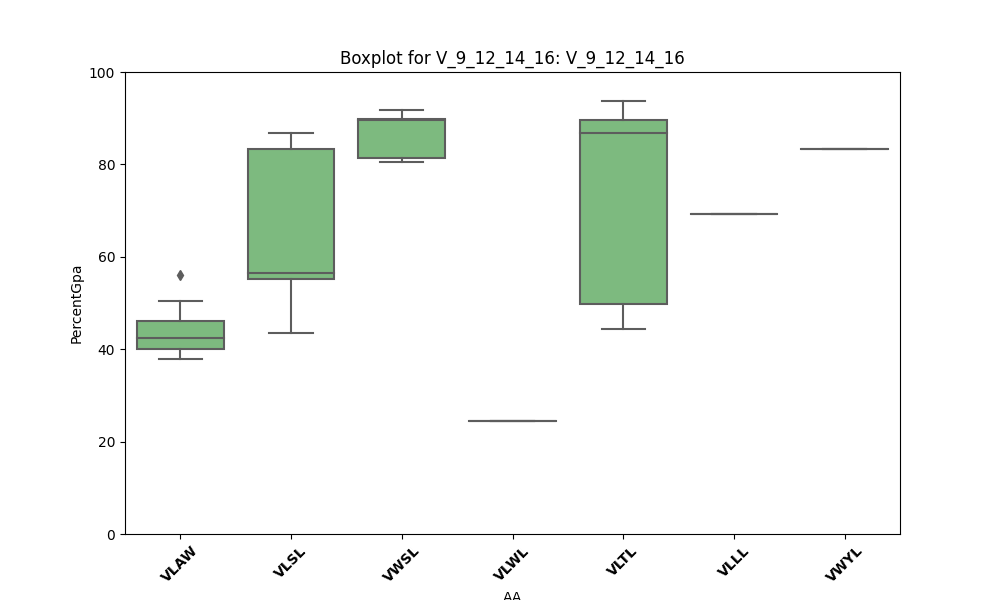 Boxplot for V_9_12_14_16: V_9_12_14_16
100
80
60
40
20
0
PercentGpa
VLAW
VLSL
VWSL
VLWL
VLTL
VLLL
VWYL
AA